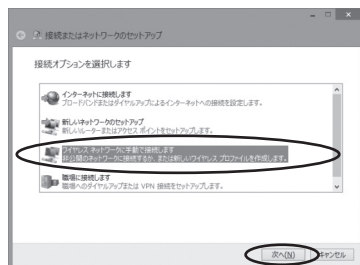 接続またはネットワークのセットアップ
接続オプションを選択します
インターネットに接続します
ブロードバンドまたはダイヤルアップによるインターネットへの接続を設定します。
新しいネットワークのセットアップ
新しいルーターまたはアクセス ポイントをセットアップします。
ワイヤレス ネットワークに手動で接続します
非公開のネットワークに接続するか、または新しいワイヤレス プロファイルを作成します。
職場に接続します
職場へのダイヤルアップまたは VPN 接続をセットアップします。
次へ(N)
キャンセル